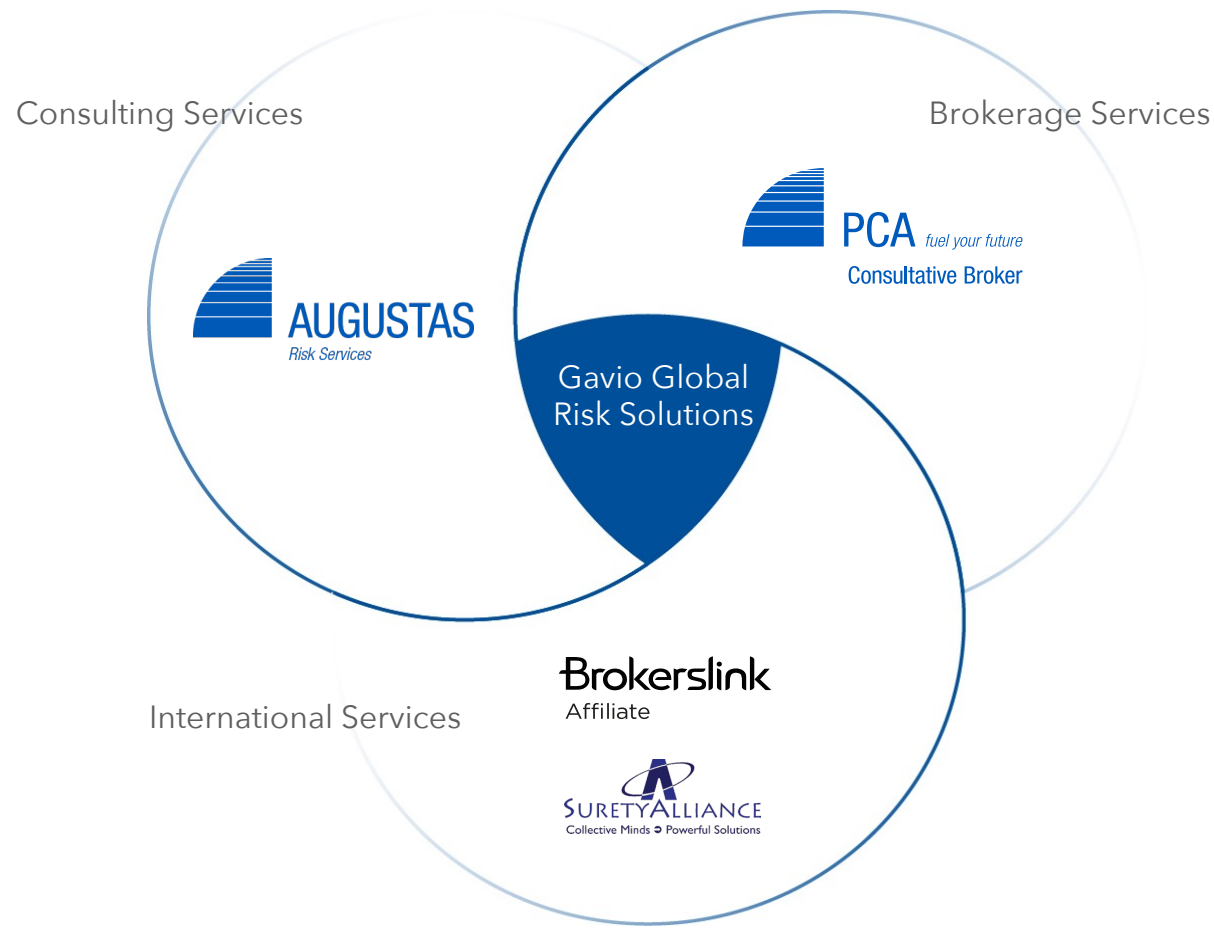 Consulting Services
Brokerage Services
PCA fuel your future
Consultative Broker
AUGUSTAS
Risk Services
Gavio Global
Risk Solutions
International Services
Brokerslink
Affiliate
SURETYALLIANCE
Collective Minds Powerful Solutions